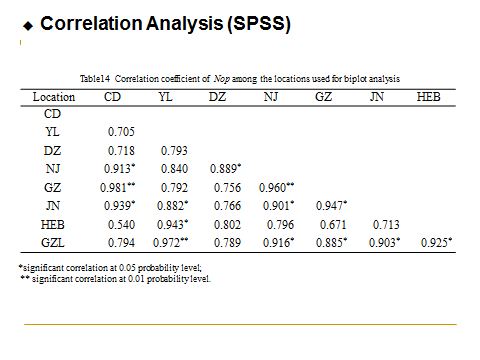 ◆ Correlation Analysis (SPSS)
Table14 Correlation coefficient of Nop among the locations used for biplot analysis
Location CD YL DZ NJ GZ JN HEB
CD
YL 0.705
DZ 0.718 0.793
NJ 0.913* 0.840 0.889*
GZ 0.981** 0.792 0.756 0.960**
JN 0.939* 0.882* 0.766 0.901* 0.947*
HEB 0.540 0.943* 0.802 0.796 0.671 0.713
GZL 0.794 0.972** 0.789 0.916* 0.885* 0.903* 0.925*
*significant correlation at 0.05 probability level;
** significant correlation at 0.01 probability level.